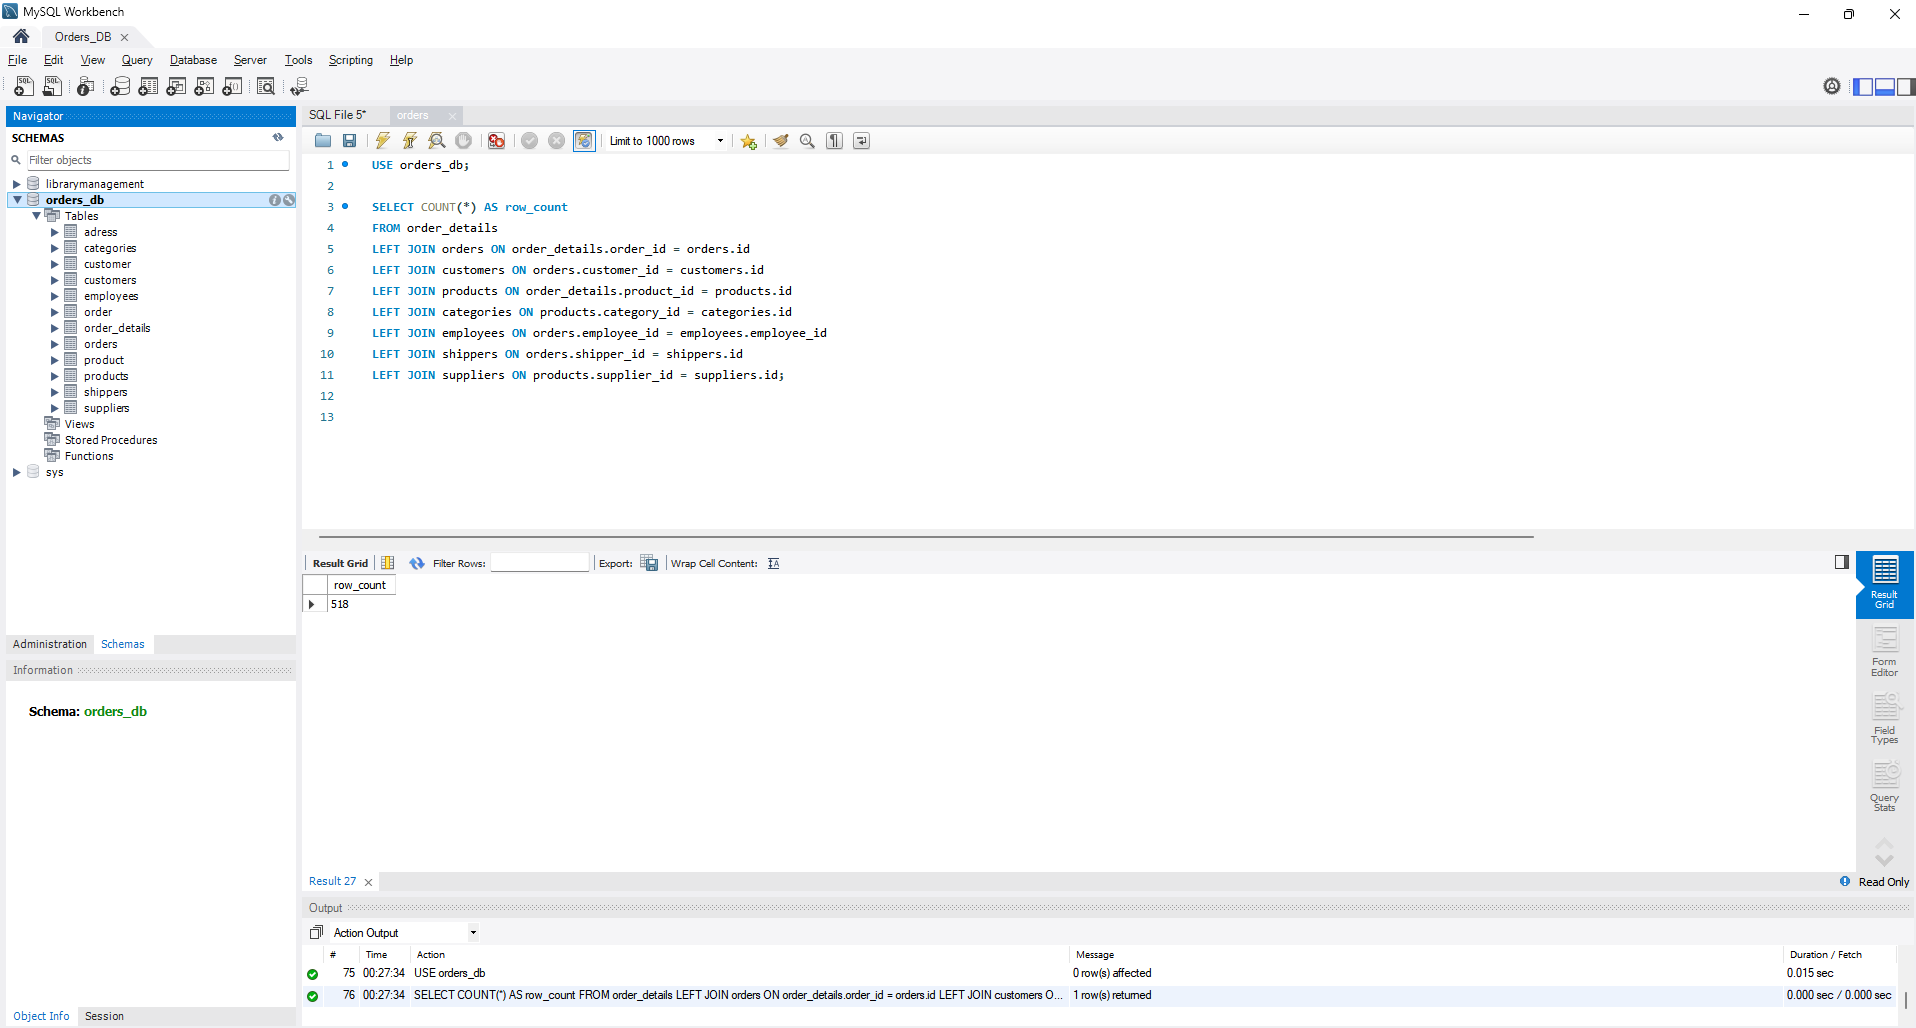 MySQL Workbench
Orders_DB
File Edit View Query Database Server Tools Scripting Help
Navigator
SCHEMAS
Filter objects
librarymanagement
orders_db
Tables
adress
categories
customer
customers
employees
order
order_details
orders
product
products
shippers
suppliers
Views
Stored Procedures
Functions
sys
Administration Schemas
Information
Schema: orders_db
Object Info Session
SQL File 5* orders
Limit to 1000 rows
1 USE orders_db;
2
3 SELECT COUNT(*) AS row_count
4 FROM order_details
5 LEFT JOIN orders ON order_details.order_id = orders.id
6 LEFT JOIN customers ON orders.customer_id = customers.id
7 LEFT JOIN products ON order_details.product_id = products.id
8 LEFT JOIN categories ON products.category_id = categories.id
9 LEFT JOIN employees ON orders.employee_id = employees.employee_id
10 LEFT JOIN shippers ON orders.shipper_id = shippers.id
11 LEFT JOIN suppliers ON products.supplier_id = suppliers.id;
12
13
Result Grid Filter Rows: Export: Wrap Cell Content:
row_count
518
Result
Grid
Form
Editor
Field
Types
Query
Stats
Result 27 Read Only
Output
Action Output
# Time Action Message Duration / Fetch
75 00:27:34 USE orders_db 0 row(s) affected 0.015 sec
76 00:27:34 SELECT COUNT(*) AS row_count FROM order_details LEFT JOIN orders ON order_details.order_id = orders.id LEFT JOIN customers O... 1 row(s) returned 0.000 sec / 0.000 sec